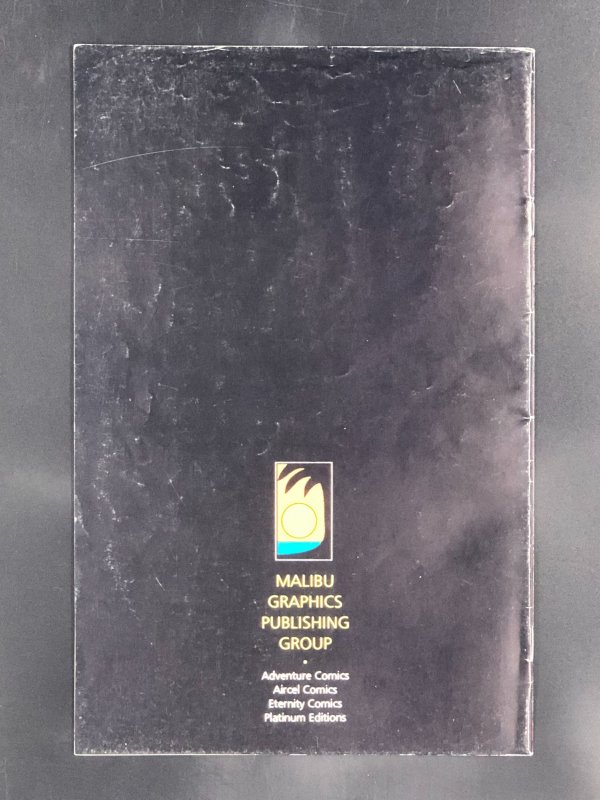 MALIBU
GRAPHICS
PUBLISHING
GROUP
•
Adventure Comics
Aircel Comics
Eternity Comics
Platinum Editions